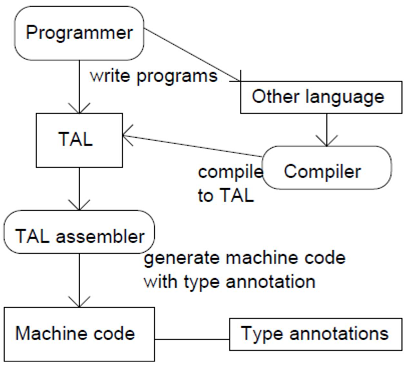 Programmer
write programs
Other language
TAL
compile
to TAL
Compiler
TAL assembler
generate machine code
with type annotation
Machine code
Type annotations